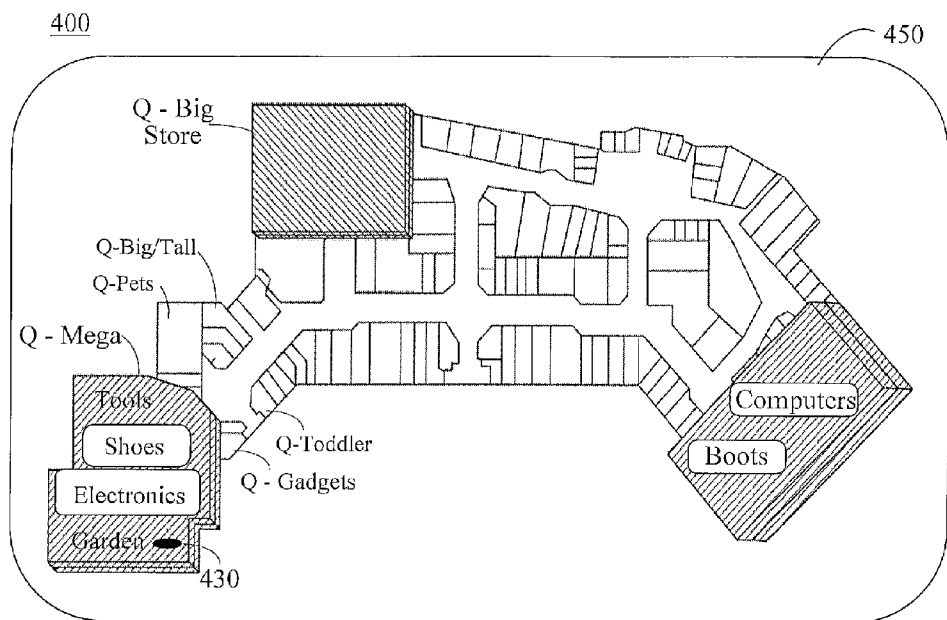 400
450
Q - Big
Store
Q-Big/Tall
Q-Pets
Q - Mega
Tools
Shoes
Electronics
Garden
430
Q-Toddler
Q - Gadgets
Computers
Boots